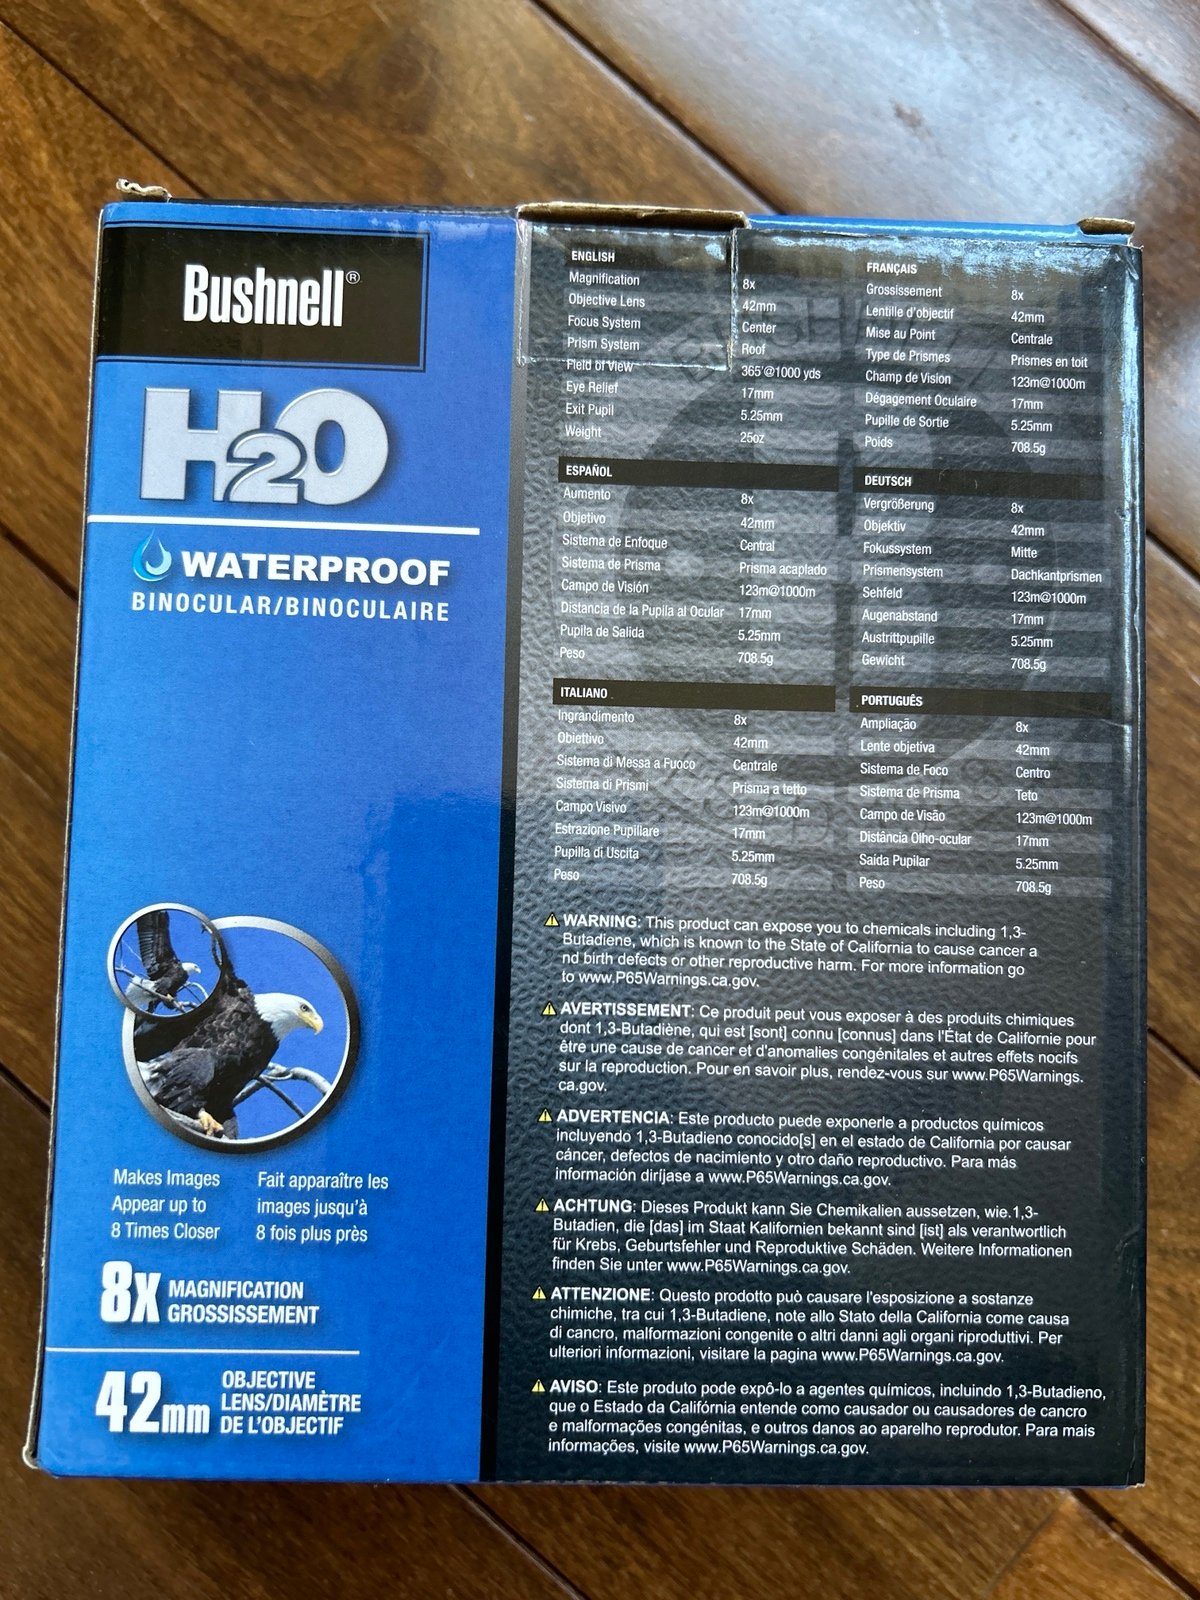 Bushnell®
H2O
WATERPROOF
BINOCULAR/BINOCULAIRE
Makes Images
Appear up to
8 Times Closer
Fait apparaître les
images jusqu'à
8 fois plus près
8x MAGNIFICATION
GROSSISSEMENT
42mm OBJECTIVE
LENS/DIAMÈTRE
DE L'OBJECTIF
ENGLISH
Magnification 8x
Objective Lens 42mm
Focus System Center
Prism System Roof
Field of View 365'@1000 yds
Eye Relief 17mm
Exit Pupil 5.25mm
Weight 25oz
FRANÇAIS
Grossissement 8x
Lentille d'objectif 42mm
Mise au Point Centrale
Type de Prismes Prismes en toit
Champ de Vision 123m@1000m
Dégagement Oculaire 17mm
Pupille de Sortie 5.25mm
Poids 708.5g
ESPAÑOL
Aumento 8x
Objetivo 42mm
Sistema de Enfoque Central
Sistema de Prisma Prisma acaplado
Campo de Visión 123m@1000m
Distancia de la Pupila al Ocular 17mm
Pupila de Salida 5.25mm
Peso 708.5g
DEUTSCH
Vergrößerung 8x
Objektiv 42mm
Fokussystem Mitte
Prismensystem Dachkantprismen
Sehfeld 123m@1000m
Augenabstand 17mm
Austrittpupille 5.25mm
Gewicht 708.5g
ITALIANO
Ingrandimento 8x
Obiettivo 42mm
Sistema di Messa a Fuoco Centrale
Sistema di Prismi Prisma a tetto
Campo Visivo 123m@1000m
Estrazione Pupillare 17mm
Pupilla di Uscita 5.25mm
Peso 708.5g
PORTUGUÊS
Ampliação 8x
Lente objetiva 42mm
Sistema de Foco Centro
Sistema de Prisma Teto
Campo de Visão 123m@1000m
Distância Olho-ocular 17mm
Saída Pupilar 5.25mm
Peso 708.5g
WARNING: This product can expose you to chemicals including 1,3-
Butadiene, which is known to the State of California to cause cancer a
nd birth defects or other reproductive harm. For more information go
to www.P65Warnings.ca.gov.
AVERTISSEMENT: Ce produit peut vous exposer à des produits chimiques
dont 1,3-Butadiène, qui est [sont] connu [connus] dans l'État de Californie pour
être une cause de cancer et d'anomalies congénitales et autres effets nocifs
sur la reproduction. Pour en savoir plus, rendez-vous sur www.P65Warnings.
ca.gov.
ADVERTENCIA: Este producto puede exponerle a productos químicos
incluyendo 1,3-Butadieno conocido[s] en el estado de California por causar
cáncer, defectos de nacimiento y otro daño reproductivo. Para más
información diríjase a www.P65Warnings.ca.gov.
ACHTUNG: Dieses Produkt kann Sie Chemikalien aussetzen, wie.1,3-
Butadien, die [das] im Staat Kalifornien bekannt sind [ist] als verantwortlich
für Krebs, Geburtsfehler und Reproduktive Schäden. Weitere Informationen
finden Sie unter www.P65Warnings.ca.gov.
ATTENZIONE: Questo prodotto può causare l'esposizione a sostanze
chimiche, tra cui 1,3-Butadiene, note allo Stato della California come causa
di cancro, malformazioni congenite o altri danni agli organi riproduttivi. Per
ulteriori informazioni, visitare la pagina www.P65Warnings.ca.gov.
AVISO: Este produto pode expô-lo a agentes químicos, incluindo 1,3-Butadieno,
que o Estado da Califórnia entende como causador ou causadores de cancro
e malformações congénitas, e outros danos ao aparelho reprodutor. Para mais
informações, visite www.P65Warnings.ca.gov.